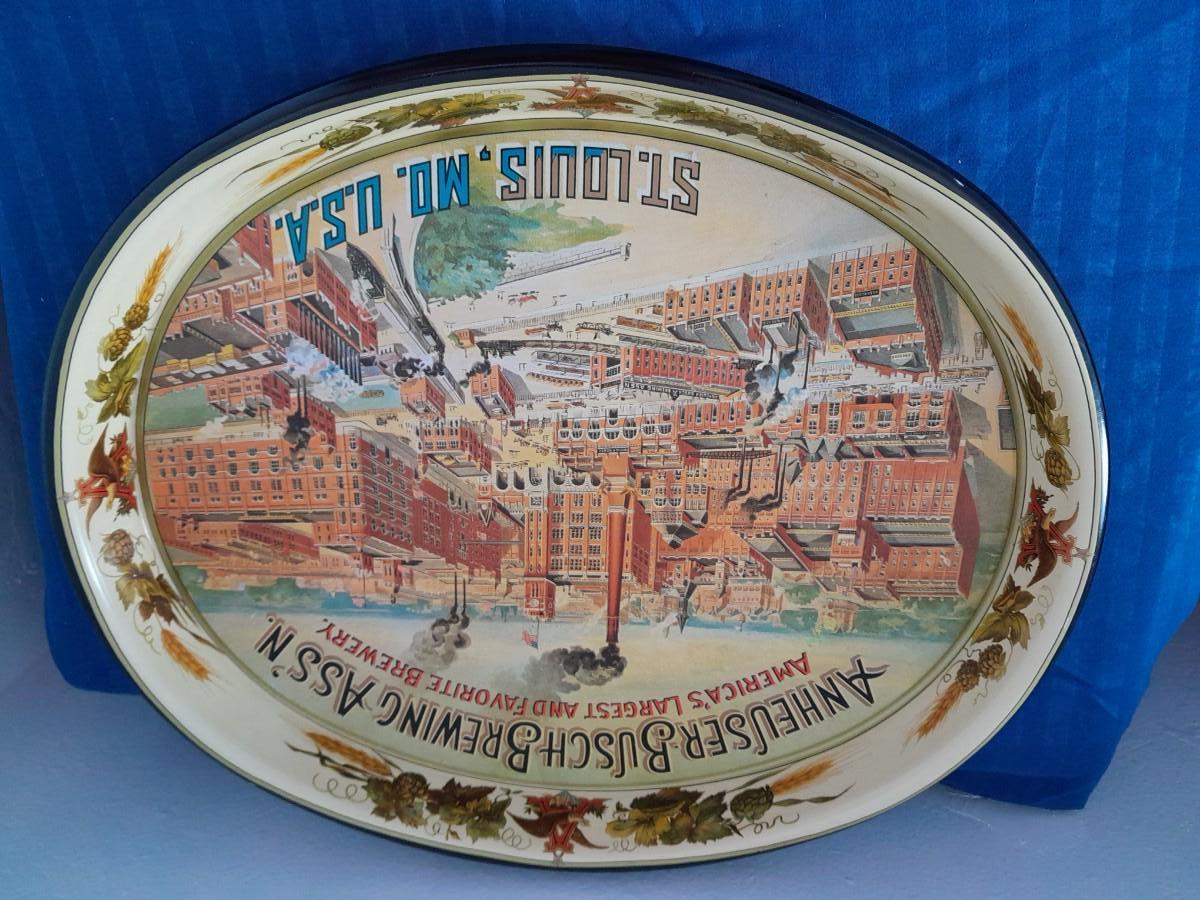 ANHEUSER-BUSCH BREWING ASS'N.
AMERICA'S LARGEST AND FAVORITE BREWERY.
ST. LOUIS, MO. U.S.A.